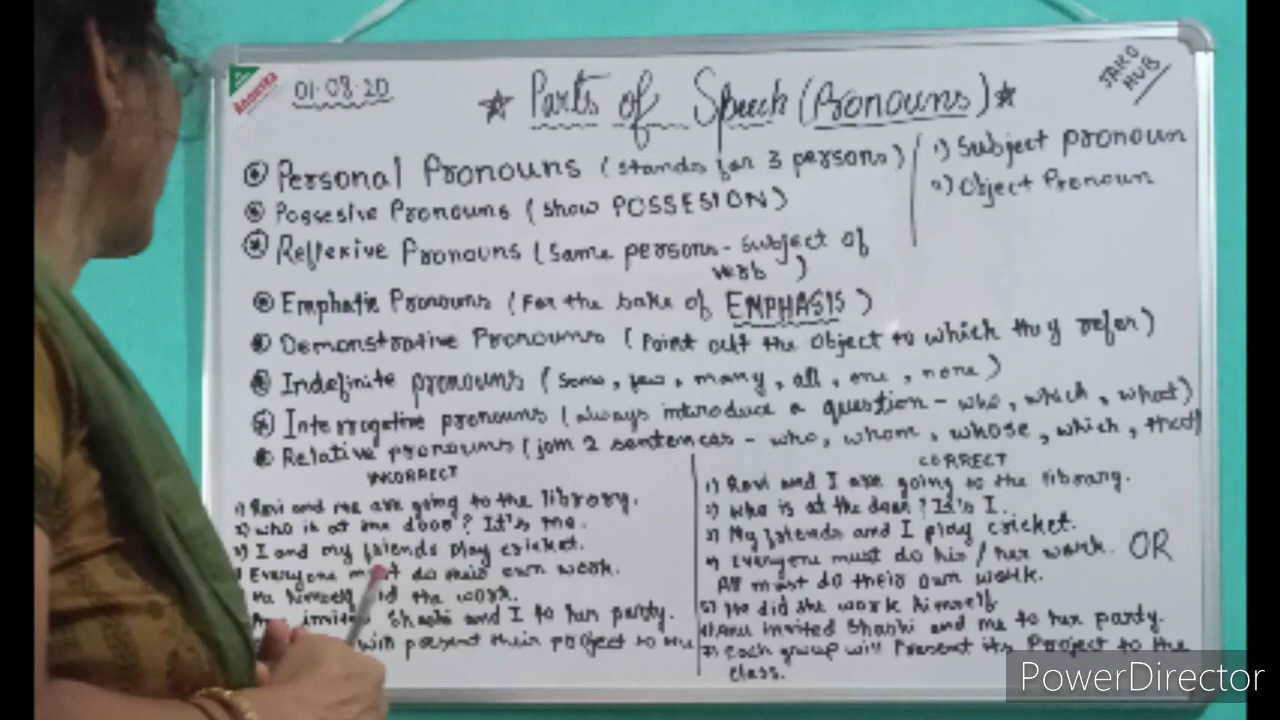 01.08.20
★ Parts of Speech (Pronouns) ★
JAKO HUB
Personal Pronouns (stands for 3 persons)
1) Subject pronoun
2) Object Pronoun
Possesive Pronouns (show POSSESION)
Reflexive Pronouns (same persons - subject of
verb)
Emphatic Pronouns (For the sake of EMPHASIS)
Demonstrative Pronouns (Point out the object to which they refer)
Indefinite pronouns (some, few, many, all, one, none)
Interrogative pronouns (always introduce a question - who, which, what)
Relative pronouns (join 2 sentences - who, whom, whose, which, that)
INCORRECT
1) Ravi and me are going to the library.
2) who is at the door? It's me.
3) I and my friends play cricket.
Everyone must do their own work.
He himself did the work.
invited Shashi and I to her party.
will present their project to the
CORRECT
1) Ravi and I are going to the library.
2) who is at the door? It's I.
3) My friends and I play cricket.
4) Everyone must do his/her work. OR
All must do their own work.
5) He did the work himself
6) Anu invited Shashi and me to her party.
7) Each group will Present its Project to the
class.
PowerDirector